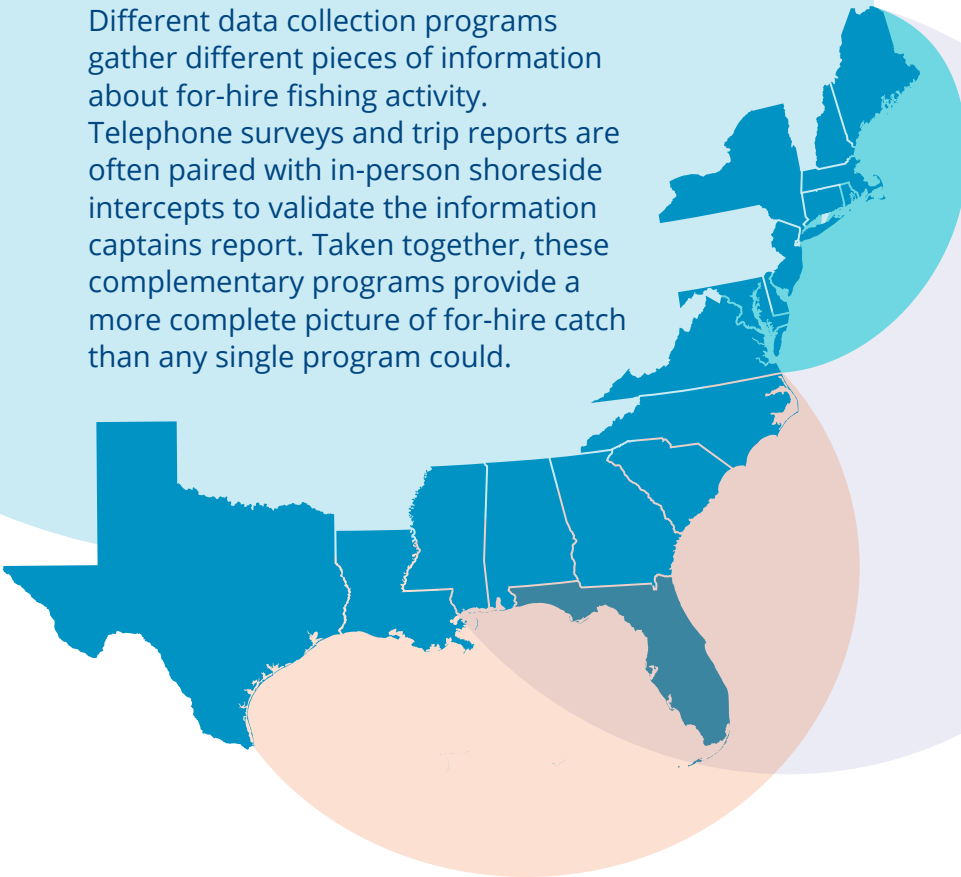 Different data collection programs
gather different pieces of information
about for-hire fishing activity.
Telephone surveys and trip reports are
often paired with in-person shoreside
intercepts to validate the information
captains report. Taken together, these
complementary programs provide a
more complete picture of for-hire catch
than any single program could.